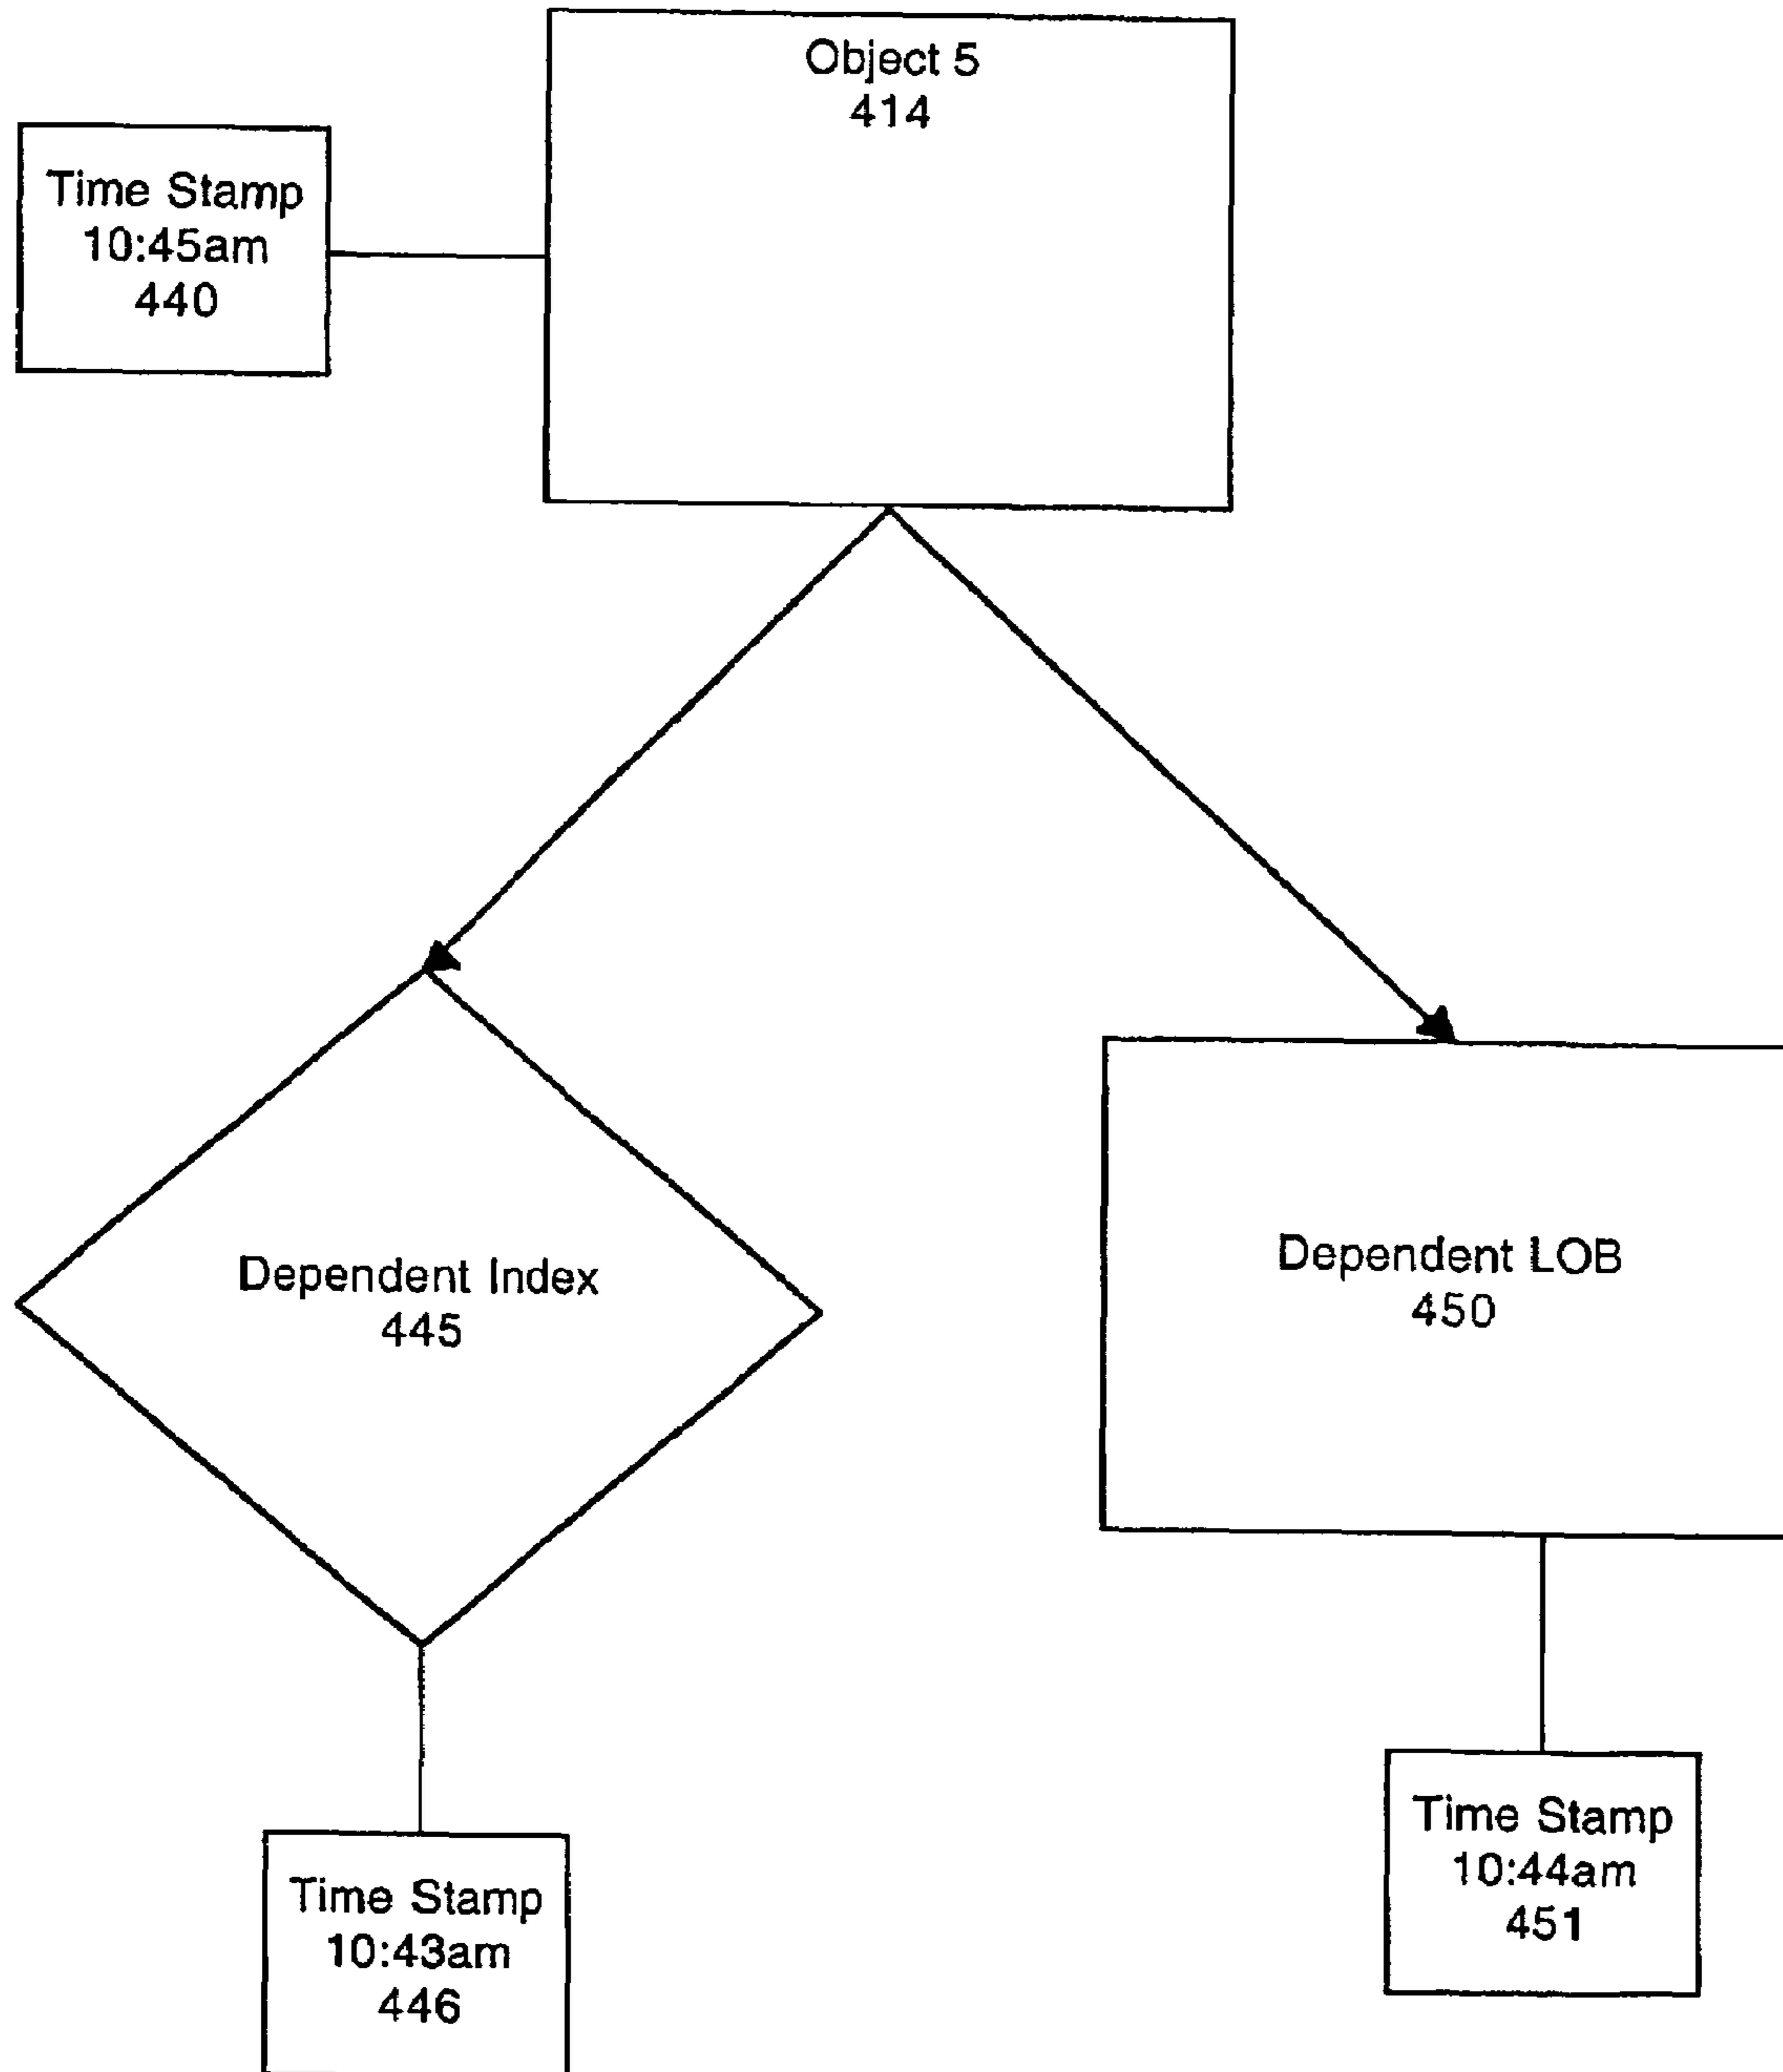 Object 5
414
Time Stamp
10:45am
440
Dependent Index
445
Dependent LOB
450
Time Stamp
10:44am
451
Time Stamp
10:43am
446